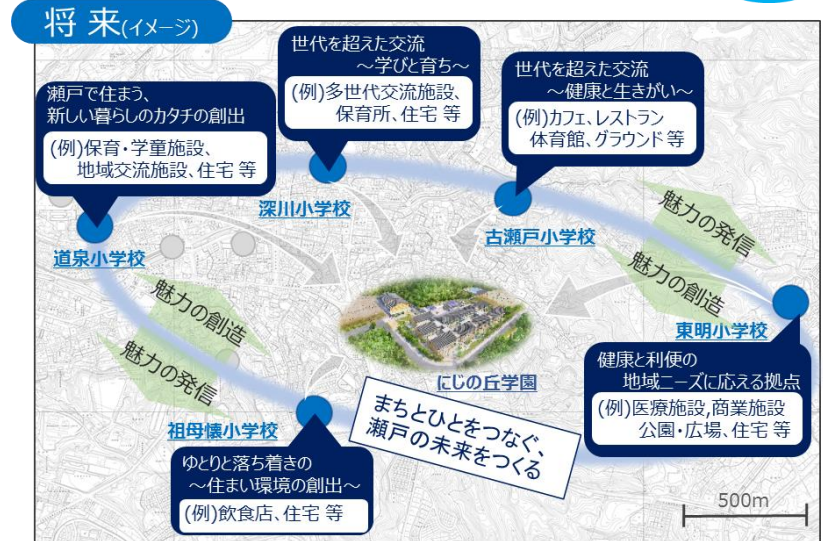 将 来(イメージ)
世代を超えた交流
～学びと育ち～
(例)多世代交流施設、
保育所、住宅 等
世代を超えた交流
～健康と生きがい～
(例)カフェ、レストラン
体育館、グラウンド 等
瀬戸で住まう、
新しい暮らしのカタチの創出
(例)保育・学童施設、
地域交流施設、住宅 等
深川小学校
古瀬戸小学校
道泉小学校
魅力の発信
魅力の創造
東明小学校
魅力の創造
魅力の発信
にじの丘学園
健康と利便の
地域ニーズに応える拠点
(例)医療施設,商業施設
公園・広場、住宅 等
まちとひとをつなぐ、
瀬戸の未来をつくる
祖母懐小学校
ゆとりと落ち着きの
～住まい環境の創出～
(例)飲食店、住宅 等
500m